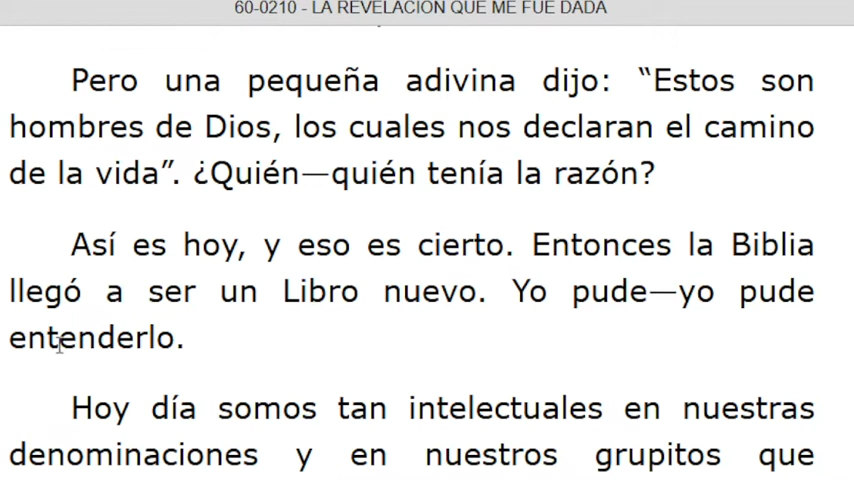 60-0210 - LA REVELACIÓN QUE ME FUE DADA
Pero una pequeña adivina dijo: “Estos son
hombres de Dios, los cuales nos declaran el camino
de la vida”. ¿Quién—quién tenía la razón?
Así es hoy, y eso es cierto. Entonces la Biblia
llegó a ser un Libro nuevo. Yo pude—yo pude
entenderlo.
Hoy día somos tan intelectuales en nuestras
denominaciones y en nuestros grupitos que